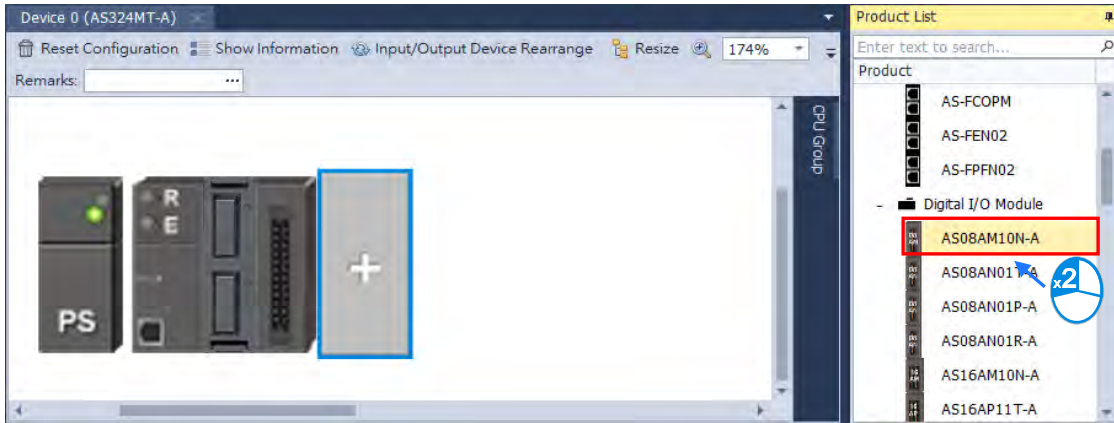 Device 0 (AS324MT-A)
Reset Configuration Show Information Input/Output Device Rearrange Resize 174%
Remarks: ...
CPU Group
R
E
PS
+
Product List
Enter text to search...
Product
AS-FCOPM
AS-FEN02
AS-FPFN02
- Digital I/O Module
AS08AM10N-A
AS08AN01T-A
x2
AS08AN01P-A
AS08AN01R-A
AS16AM10N-A
AS16AP11T-A